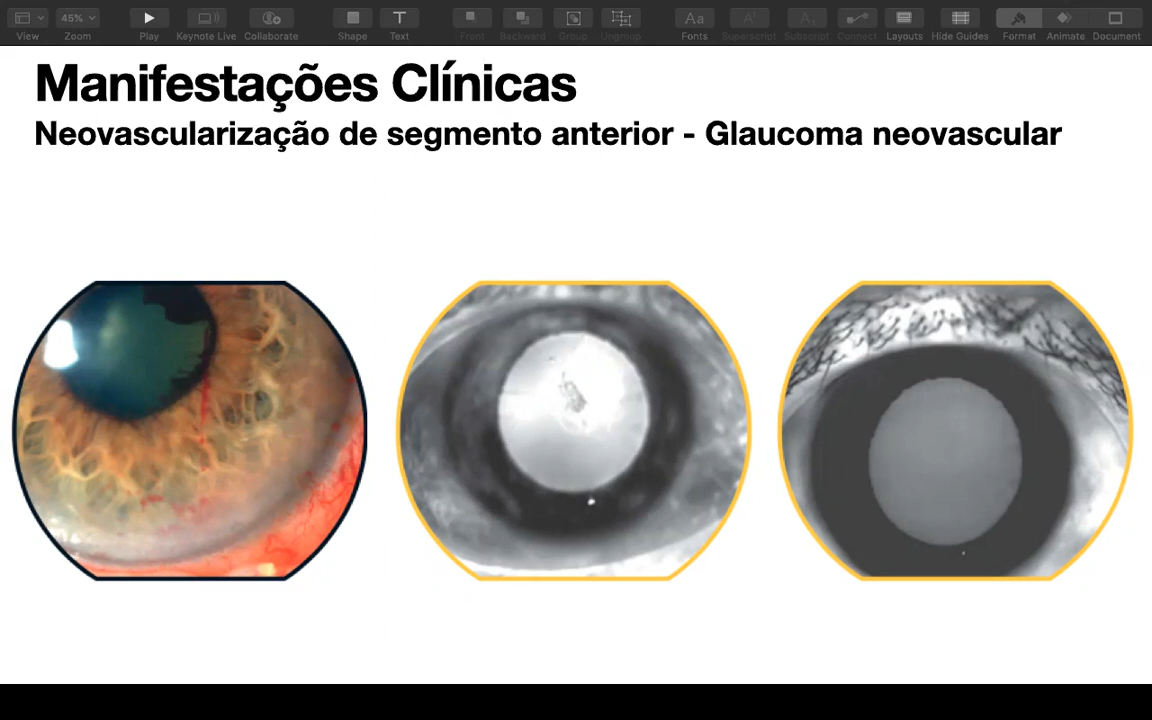 View
45%
Zoom
Play
Keynote Live
Collaborate
Shape
T
Text
Front
Backward
Group
Ungroup
Aa
Fonts
Superscript
Subscript
Connect
Layouts
Hide Guides
Format
Animate
Document
Manifestações Clínicas
Neovascularização de segmento anterior - Glaucoma neovascular